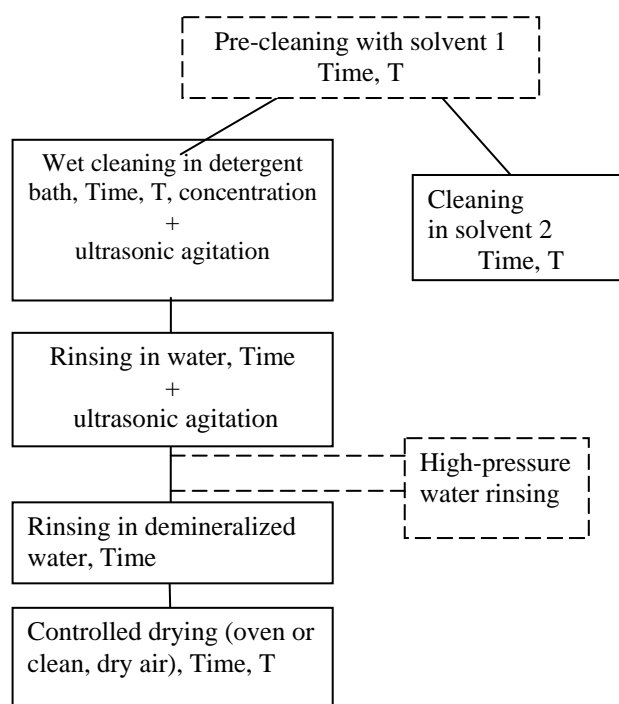 Pre-cleaning with solvent 1
Time, T
Wet cleaning in detergent
bath, Time, T, concentration
+
ultrasonic agitation
Cleaning
in solvent 2
Time, T
Rinsing in water, Time
+
ultrasonic agitation
High-pressure
water rinsing
Rinsing in demineralized
water, Time
Controlled drying (oven or
clean, dry air), Time, T